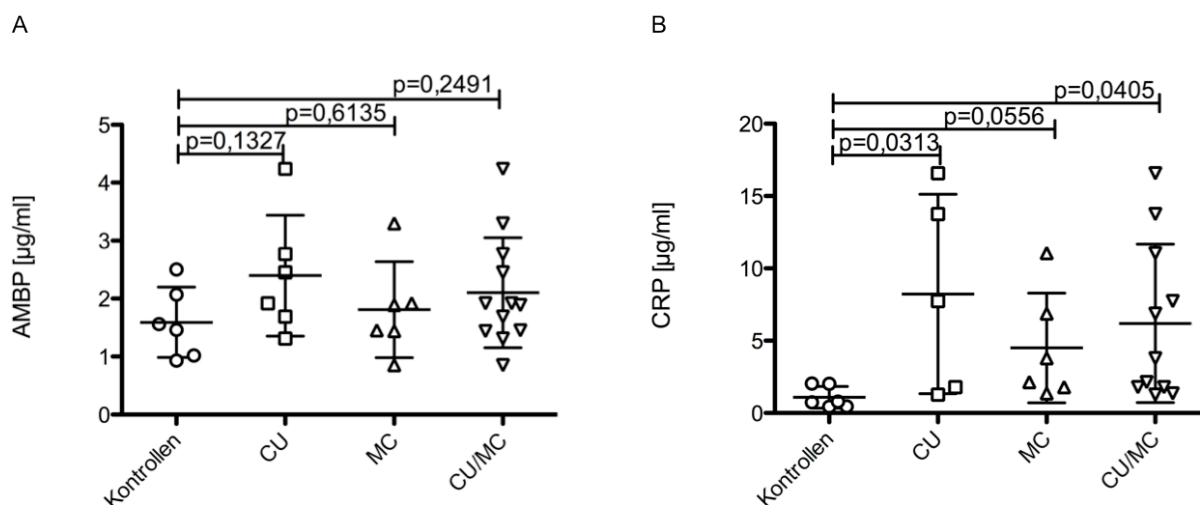 A
p=0,2491
p=0,6135
p=0,1327
5
4
3
2
1
0
AMBP [µg/ml]
Kontrollen
CU
MC
CU/MC
B
p=0,0405
p=0,0556
p=0,0313
20
15
10
5
0
CRP [µg/ml]
Kontrollen
CU
MC
CU/MC